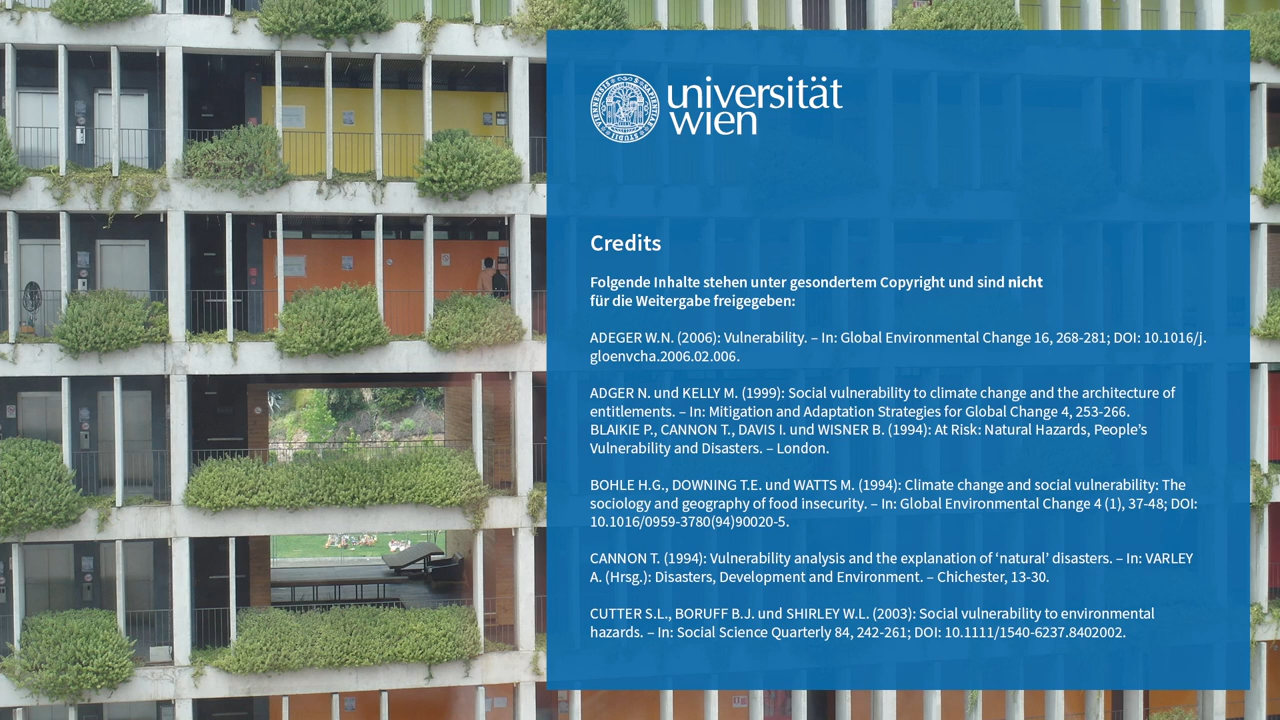 universität
wien
Credits
Folgende Inhalte stehen unter gesondertem Copyright und sind nicht
für die Weitergabe freigegeben:
ADEGER W.N. (2006): Vulnerability. – In: Global Environmental Change 16, 268-281; DOI: 10.1016/j.
gloenvcha.2006.02.006.
ADGER N. und KELLY M. (1999): Social vulnerability to climate change and the architecture of
entitlements. – In: Mitigation and Adaptation Strategies for Global Change 4, 253-266.
BLAIKIE P., CANNON T., DAVIS I. und WISNER B. (1994): At Risk: Natural Hazards, People’s
Vulnerability and Disasters. – London.
BOHLE H.G., DOWNING T.E. und WATTS M. (1994): Climate change and social vulnerability: The
sociology and geography of food insecurity. – In: Global Environmental Change 4 (1), 37-48; DOI:
10.1016/0959-3780(94)90020-5.
CANNON T. (1994): Vulnerability analysis and the explanation of ‘natural’ disasters. – In: VARLEY
A. (Hrsg.): Disasters, Development and Environment. – Chichester, 13-30.
CUTTER S.L., BORUFF B.J. und SHIRLEY W.L. (2003): Social vulnerability to environmental
hazards. – In: Social Science Quarterly 84, 242-261; DOI: 10.1111/1540-6237.8402002.